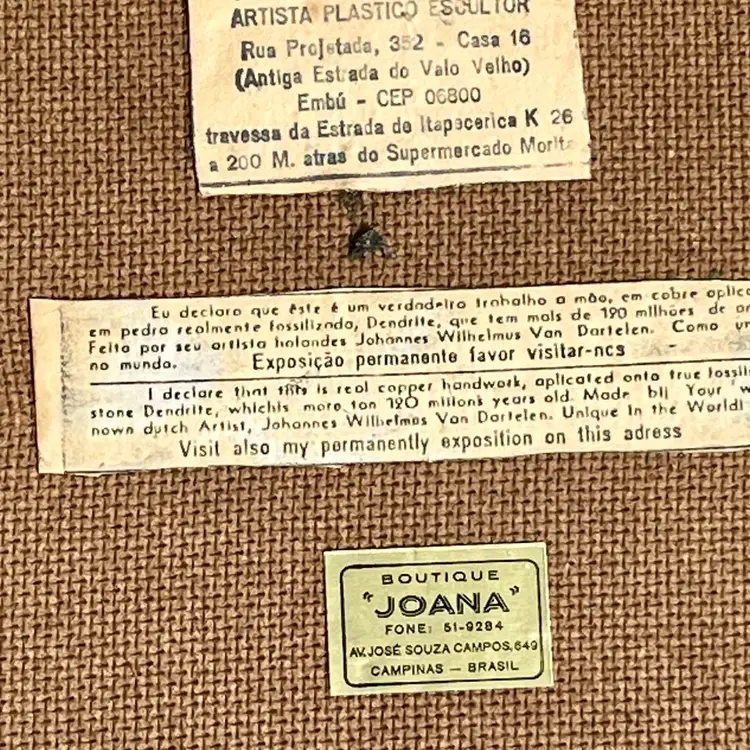 ARTISTA PLASTICO ESCULTOR
Rua Projetada, 352 - Casa 16
(Antiga Estrada do Valo Velho)
Embú - CEP 06800
travessa da Estrada de Itapecerica K 26
a 200 M. atras do Supermercado
Eu declaro que êste é um verdadeiro trabalho a mão, em cobre
em pedra realmente fossilizada, Dendrite, que tem mais de 120 milhões de
Feito por seu artista holandes Johannes Wilhelmus Van Dartelen. Como
no mundo. Exposição permanente favor visitar-nos
I declare that this is real copper handwork, aplicated onto true
stone Dendrite, whichis more ton 120 milions years old. Made bij Your
nown dutch Artist, Johannes Wilhelmus Van Dartelen. Unique in the World!
Visit also my permanently exposition on this adress
BOUTIQUE
"JOANA"
FONE: 51-9284
AV. JOSÉ SOUZA CAMPOS, 649
CAMPINAS — BRASIL